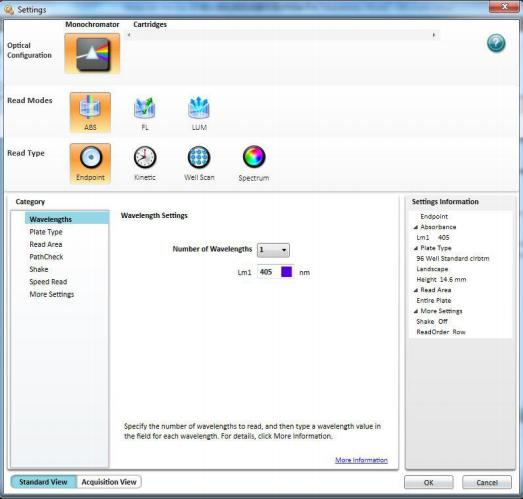 Settings
Monochromator Cartridges
Optical
Configuration
Read Modes
ABS FL LUM
Read Type
Endpoint Kinetic Well Scan Spectrum
Category
Wavelengths
Plate Type
Read Area
PathCheck
Shake
Speed Read
More Settings
Wavelength Settings
Number of Wavelengths 1
Lm1 405 nm
Specify the number of wavelengths to read, and then type a wavelength value in
the field for each wavelength. For details, click More Information.
More Information
Settings Information
Endpoint
Absorbance
Lm1 405
Plate Type
96 Well Standard clrbtm
Landscape
Height 14.6 mm
Read Area
Entire Plate
More Settings
Shake Off
ReadOrder Row
Standard View Acquisition View
OK Cancel